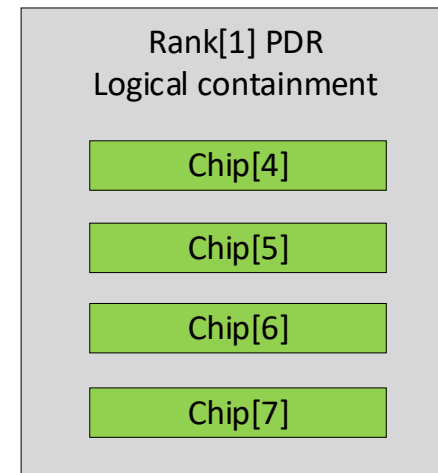 Rank[1] PDR
Logical containment
Chip[4]
Chip[5]
Chip[6]
Chip[7]